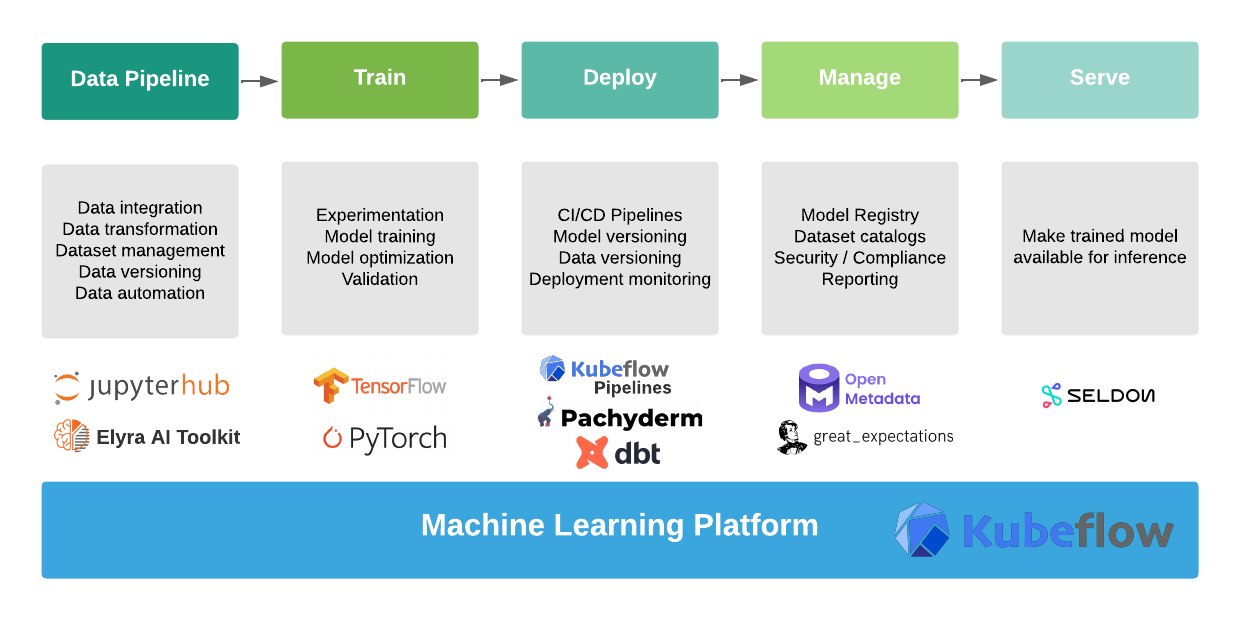 Data Pipeline
Train
Deploy
Manage
Serve
Data integration
Data transformation
Dataset management
Data versioning
Data automation
Experimentation
Model training
Model optimization
Validation
CI/CD Pipelines
Model versioning
Data versioning
Deployment monitoring
Model Registry
Dataset catalogs
Security / Compliance
Reporting
Make trained model
available for inference
jupyterhub
Elyra AI Toolkit
TensorFlow
PyTorch
Kubeflow
Pipelines
Pachyderm
dbt
Open
Metadata
great_expectations
SELDON
Machine Learning Platform
Kubeflow